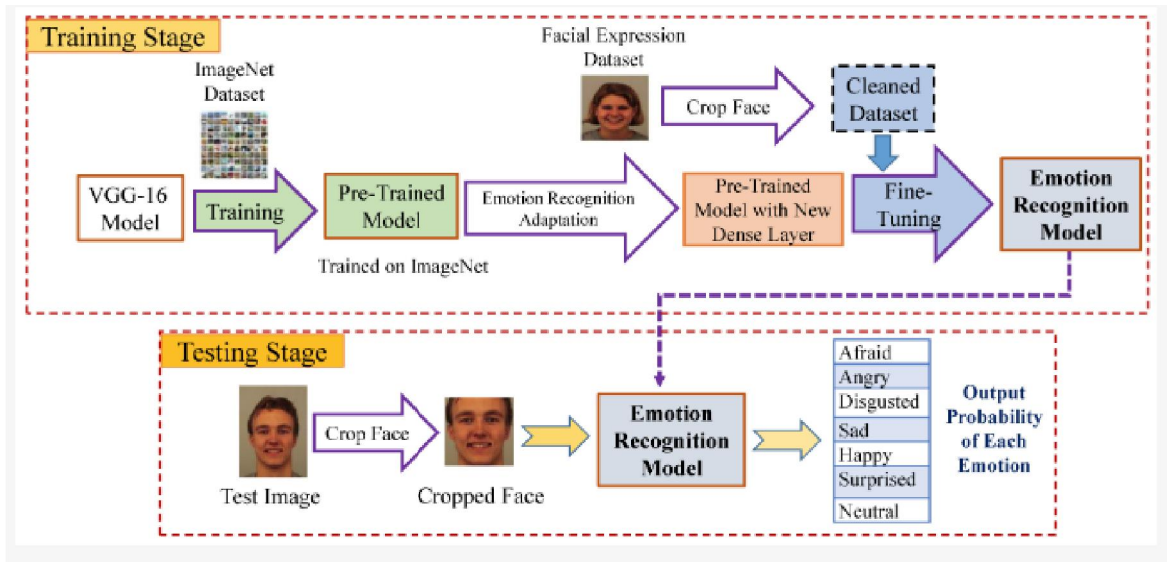 Training Stage
ImageNet
Dataset
Facial Expression
Dataset
Crop Face
Cleaned
Dataset
VGG-16
Model
Training
Pre-Trained
Model
Trained on ImageNet
Emotion Recognition
Adaptation
Pre-Trained
Model with New
Dense Layer
Fine-
Tuning
Emotion
Recognition
Model
Testing Stage
Test Image
Crop Face
Cropped Face
Emotion
Recognition
Model
Afraid
Angry
Disgusted
Sad
Happy
Surprised
Neutral
Output
Probability
of Each
Emotion